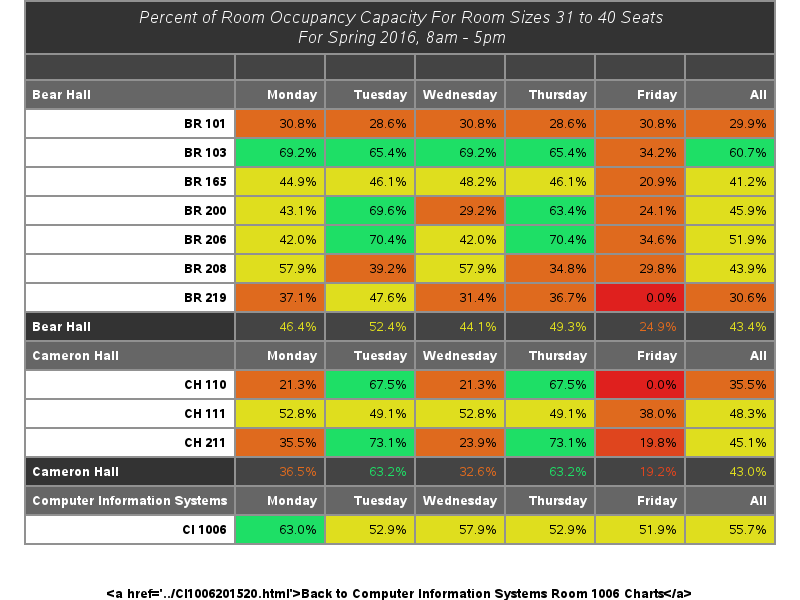 Percent of Room Occupancy Capacity For Room Sizes 31 to 40 Seats
For Spring 2016, 8am - 5pm
Bear Hall Monday Tuesday Wednesday Thursday Friday All
BR 101 30.8% 28.6% 30.8% 28.6% 30.8% 29.9%
BR 103 69.2% 65.4% 69.2% 65.4% 34.2% 60.7%
BR 165 44.9% 46.1% 48.2% 46.1% 20.9% 41.2%
BR 200 43.1% 69.6% 29.2% 63.4% 24.1% 45.9%
BR 206 42.0% 70.4% 42.0% 70.4% 34.6% 51.9%
BR 208 57.9% 39.2% 57.9% 34.8% 29.8% 43.9%
BR 219 37.1% 47.6% 31.4% 36.7% 0.0% 30.6%
Bear Hall 46.4% 52.4% 44.1% 49.3% 24.9% 43.4%
Cameron Hall Monday Tuesday Wednesday Thursday Friday All
CH 110 21.3% 67.5% 21.3% 67.5% 0.0% 35.5%
CH 111 52.8% 49.1% 52.8% 49.1% 38.0% 48.3%
CH 211 35.5% 73.1% 23.9% 73.1% 19.8% 45.1%
Cameron Hall 36.5% 63.2% 32.6% 63.2% 19.2% 43.0%
Computer Information Systems Monday Tuesday Wednesday Thursday Friday All
CI 1006 63.0% 52.9% 57.9% 52.9% 51.9% 55.7%
&lt;a href='../CI1006201520.html'&gt;Back to Computer Information Systems Room 1006 Charts&lt;/a&gt;